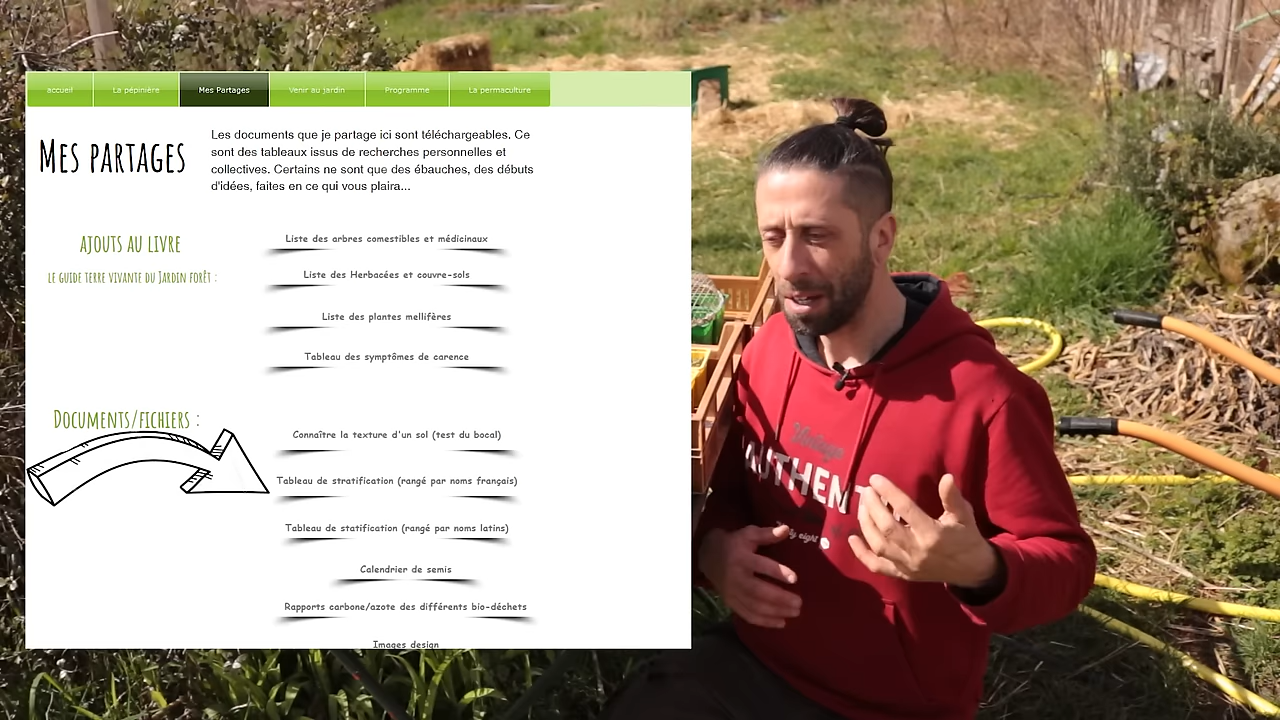 accueil
La pépinière
Mes Partages
Venir au jardin
Programme
La permaculture
Mes partages
Les documents que je partage ici sont téléchargeables. Ce
sont des tableaux issus de recherches personnelles et
collectives. Certains ne sont que des ébauches, des débuts
d'idées, faites en ce qui vous plaira...
ajouts au livre
le guide terre vivante du Jardin forêt :
Liste des arbres comestibles et médicinaux
Liste des Herbacées et couvre-sols
Liste des plantes mellifères
Tableau des symptômes de carence
Documents/fichiers :
Connaître la texture d'un sol (test du bocal)
Tableau de stratification (rangé par noms français)
Tableau de statification (rangé par noms latins)
Calendrier de semis
Rapports carbone/azote des différents bio-déchets
Images design
Vintage
AUTHENT
eight